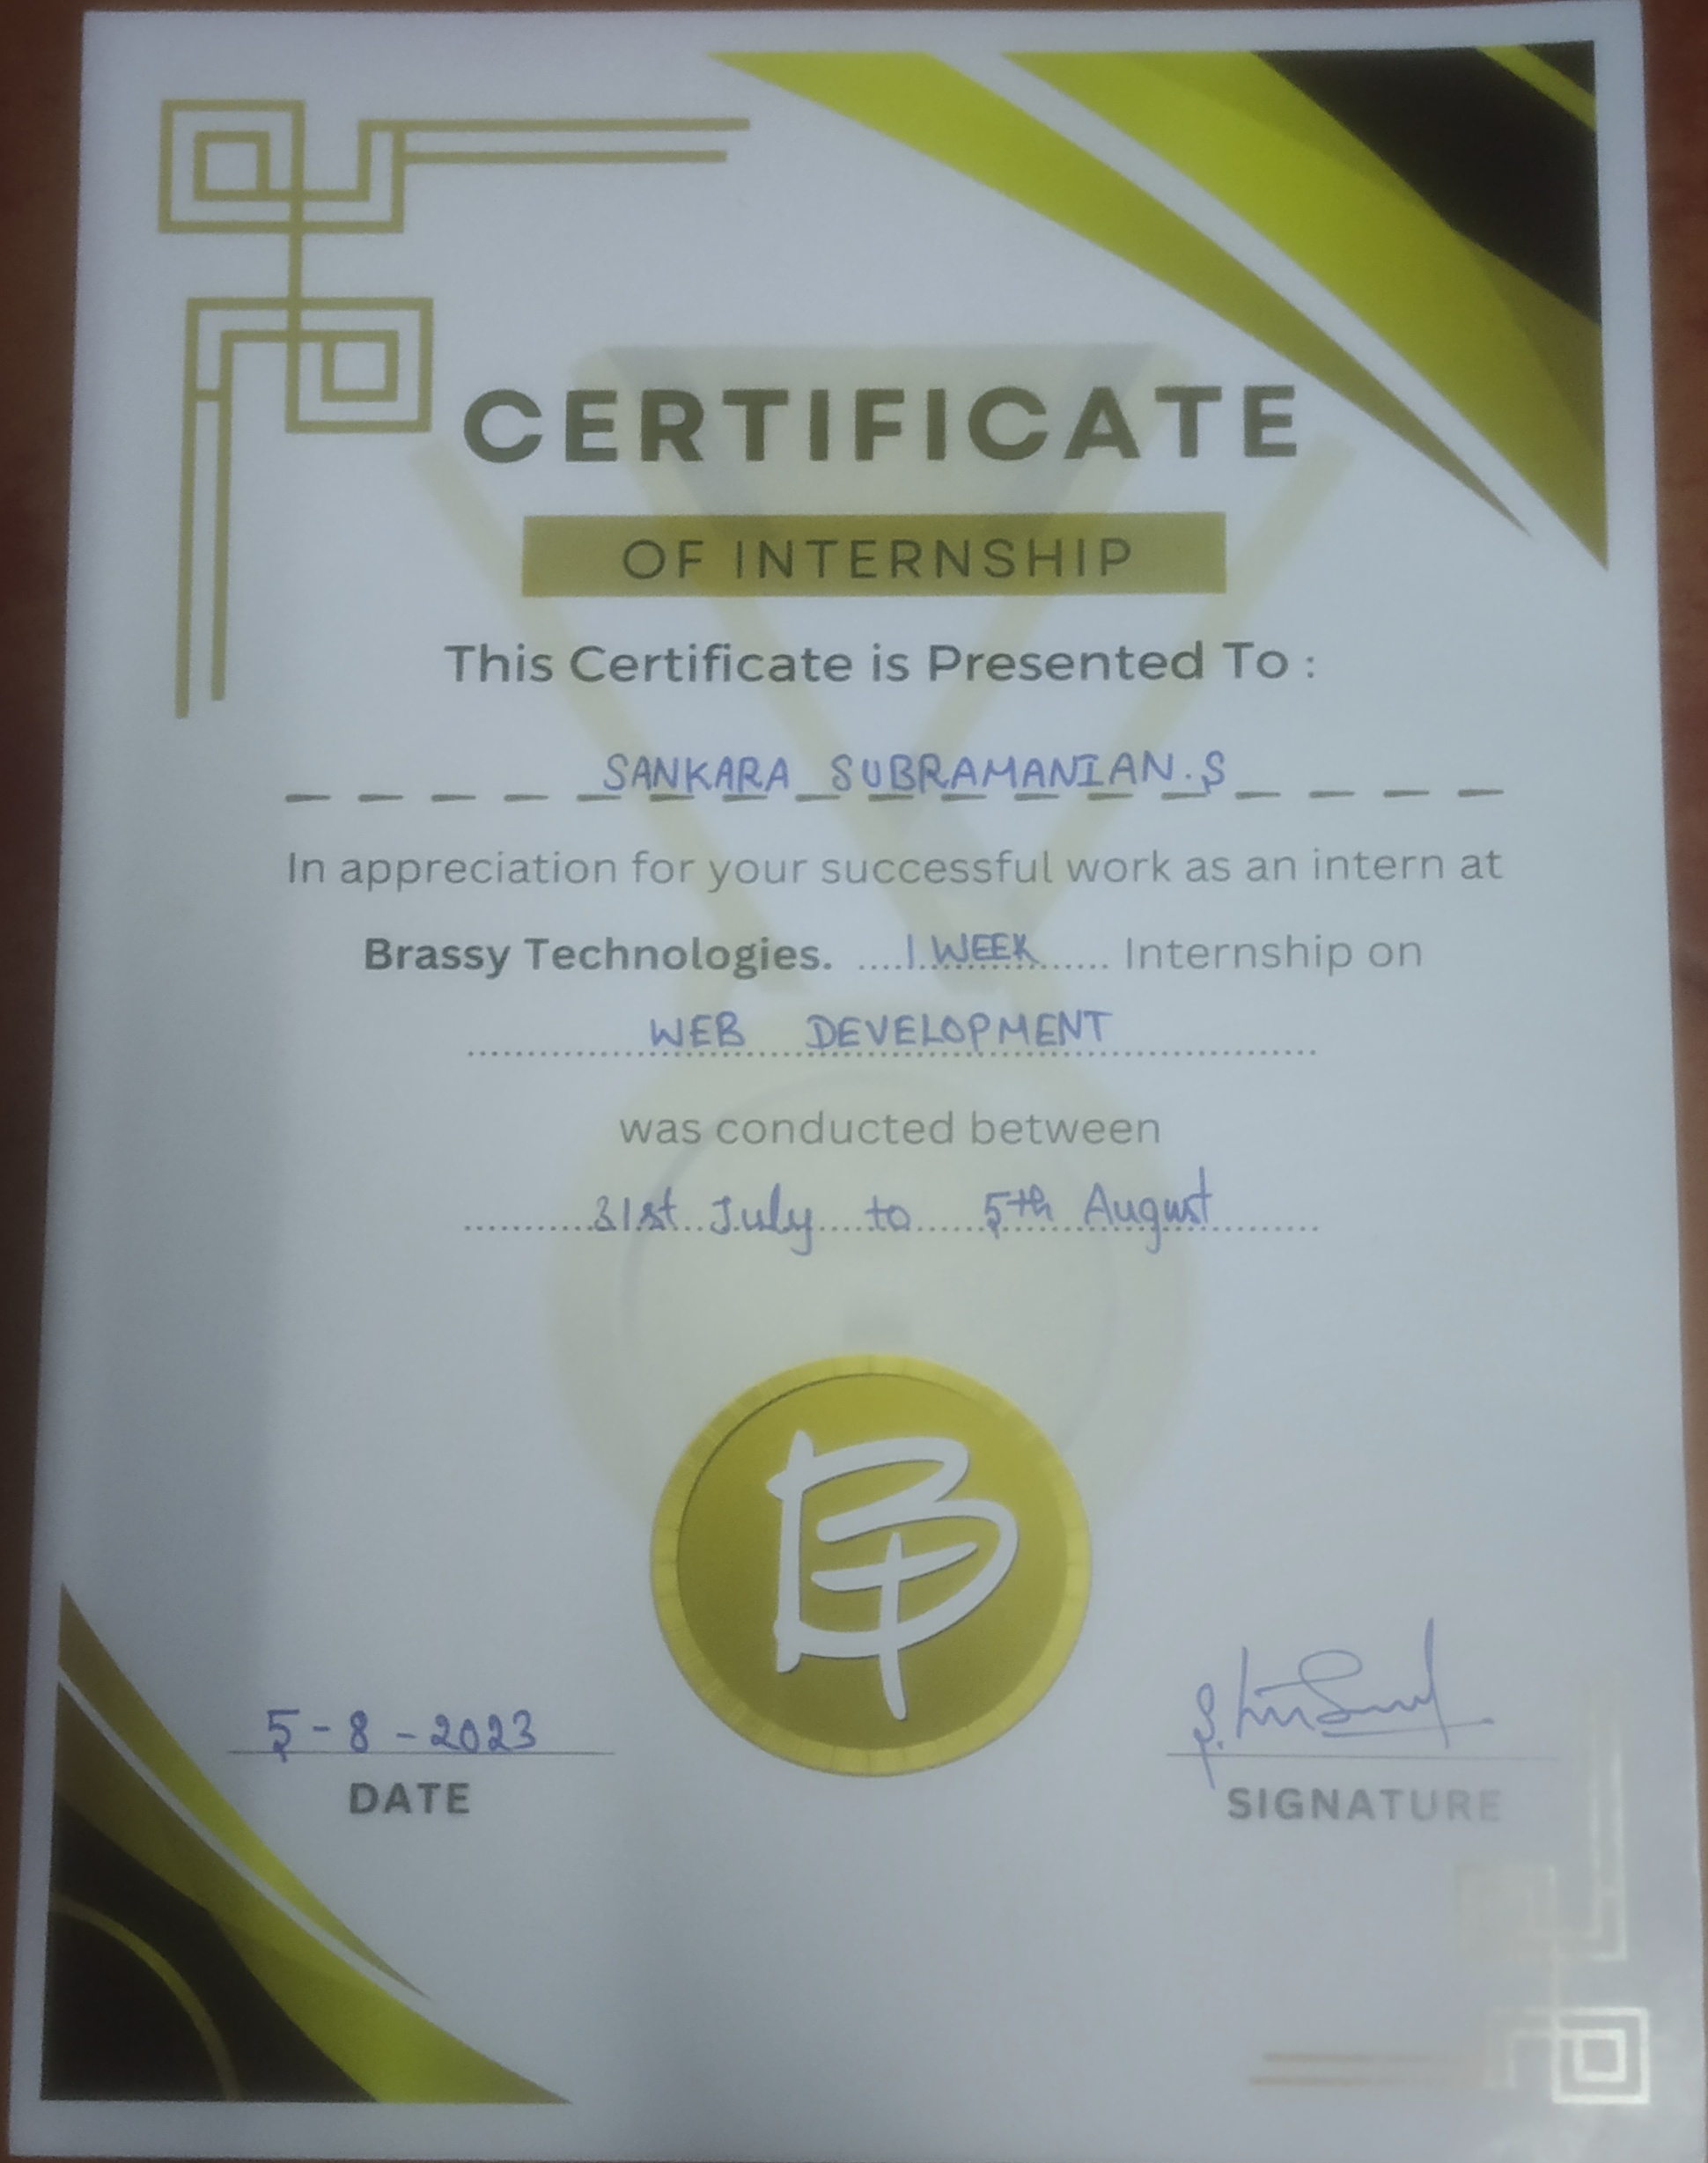 CERTIFICATE
OF INTERNSHIP
This Certificate is Presented To :
SANKARA SUBRAMANIAN.S
In appreciation for your successful work as an intern at
Brassy Technologies. ....1 WEEK.... Internship on
WEB DEVELOPMENT
was conducted between
31st July to 5th August
BT
5-8-2023
DATE
SIGNATURE